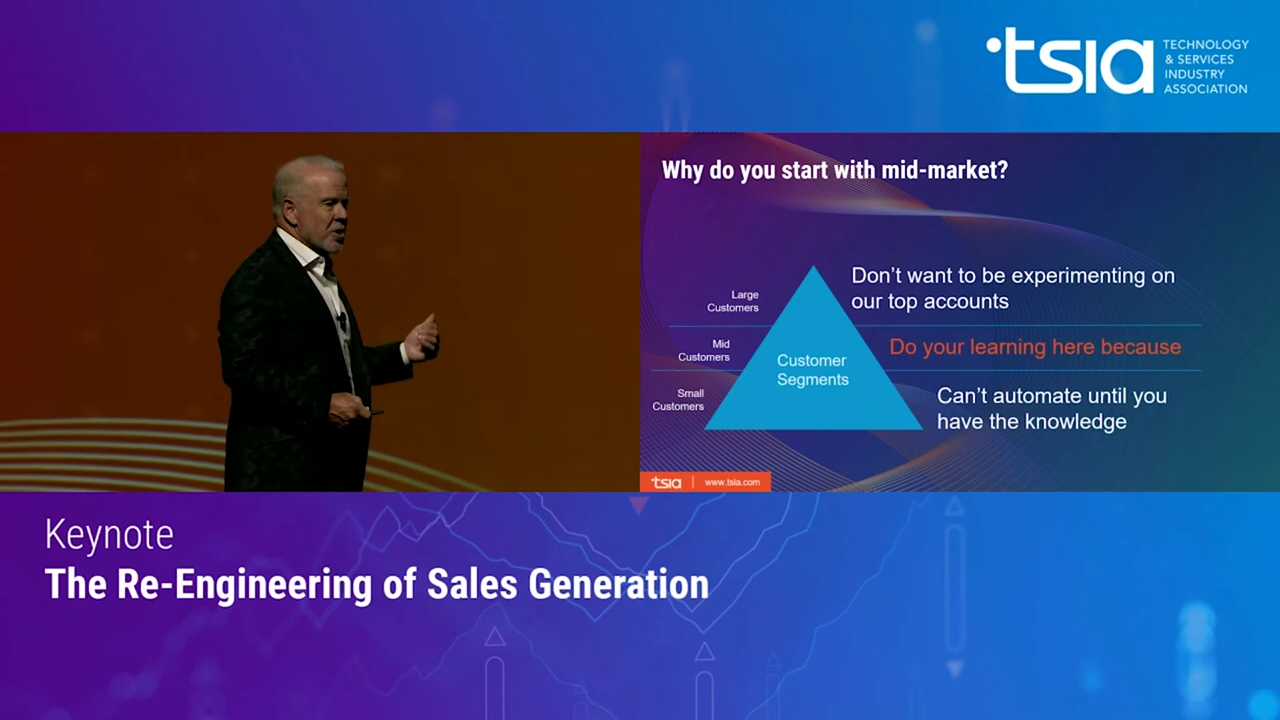 tsia
TECHNOLOGY
& SERVICES
INDUSTRY
ASSOCIATION
Why do you start with mid-market?
Large
Customers
Don't want to be experimenting on
our top accounts
Mid
Customers
Do your learning here because
Customer
Segments
Small
Customers
Can't automate until you
have the knowledge
tsia | www.tsia.com
Keynote
The Re-Engineering of Sales Generation